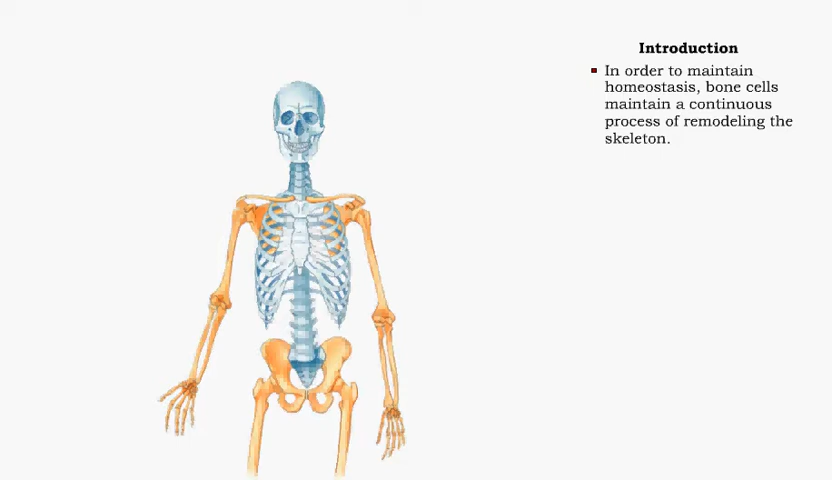 Introduction
▪ In order to maintain
homeostasis, bone cells
maintain a continuous
process of remodeling the
skeleton.